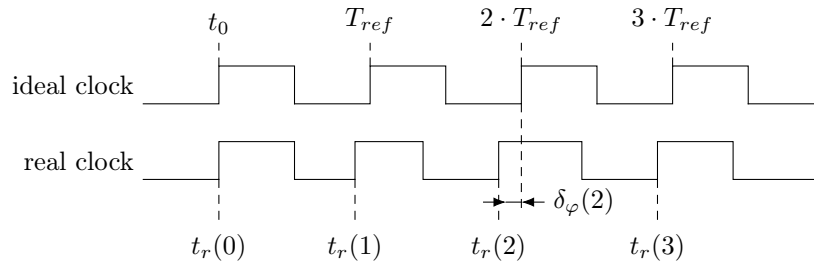 t_0 T_{ref} 2 · T_{ref} 3 · T_{ref}
ideal clock
real clock
δ_φ(2)
t_r(0) t_r(1) t_r(2) t_r(3)